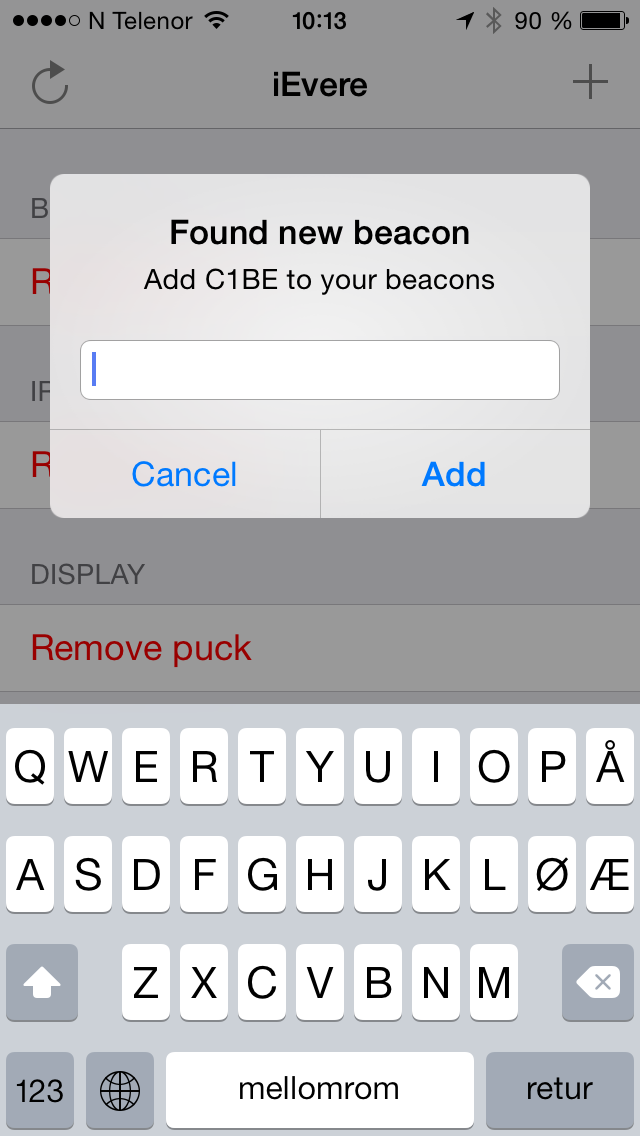 N Telenor 10:13 90 %
iEvere
Found new beacon
Add C1BE to your beacons
Cancel Add
DISPLAY
Remove puck
Q W E R T Y U I O P Å
A S D F G H J K L Ø Æ
Z X C V B N M
123 mellomrom retur